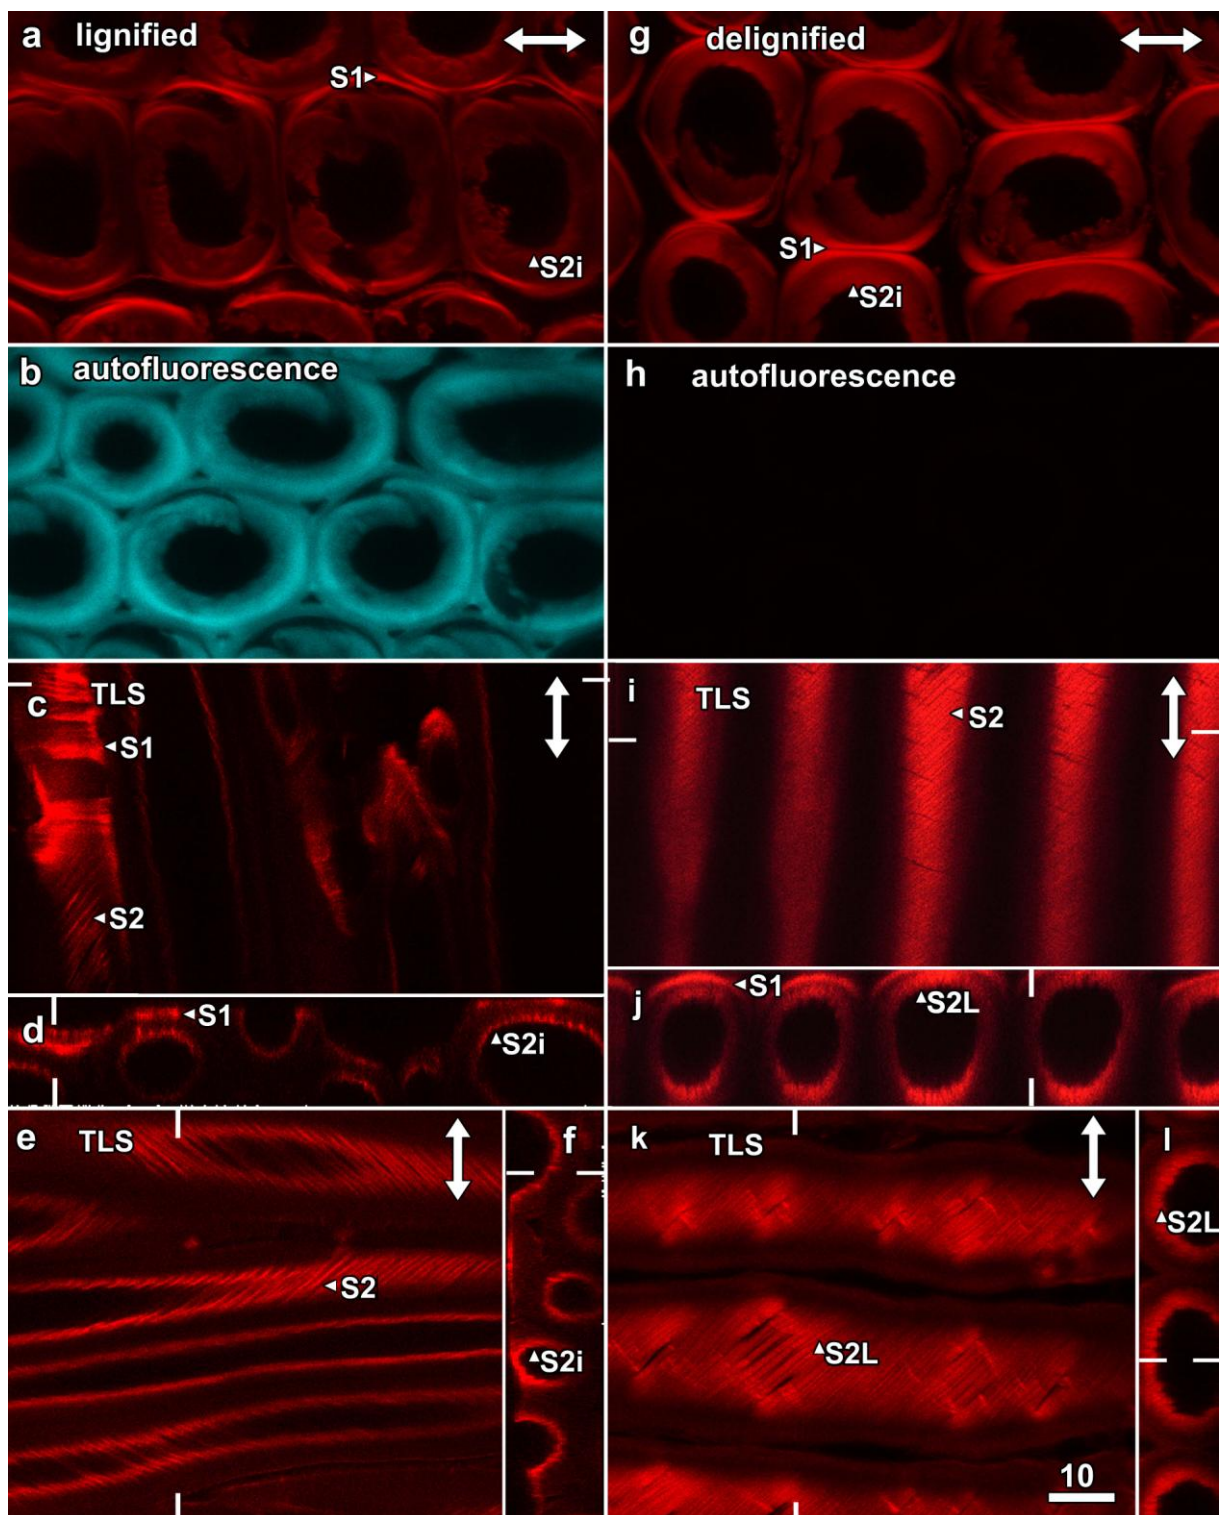 a lignified
S1
S2i
b autofluorescence
c TLS
S1
S2
d S1
S2i
e TLS
S2
f
S2i
g delignified
S1
S2i
h autofluorescence
i TLS
S2
j S1
S2L
k TLS
S2L
10
l
S2L